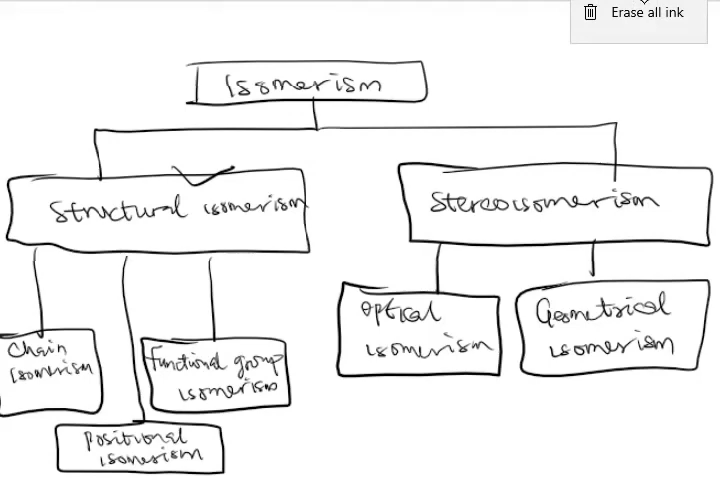 Erase all ink
Isomerism
Structural isomerism
Stereoisomerism
Chain
Isomerism
Functional group
isomerism
Positional
isomerism
Optical
isomerism
Geometrical
isomerism